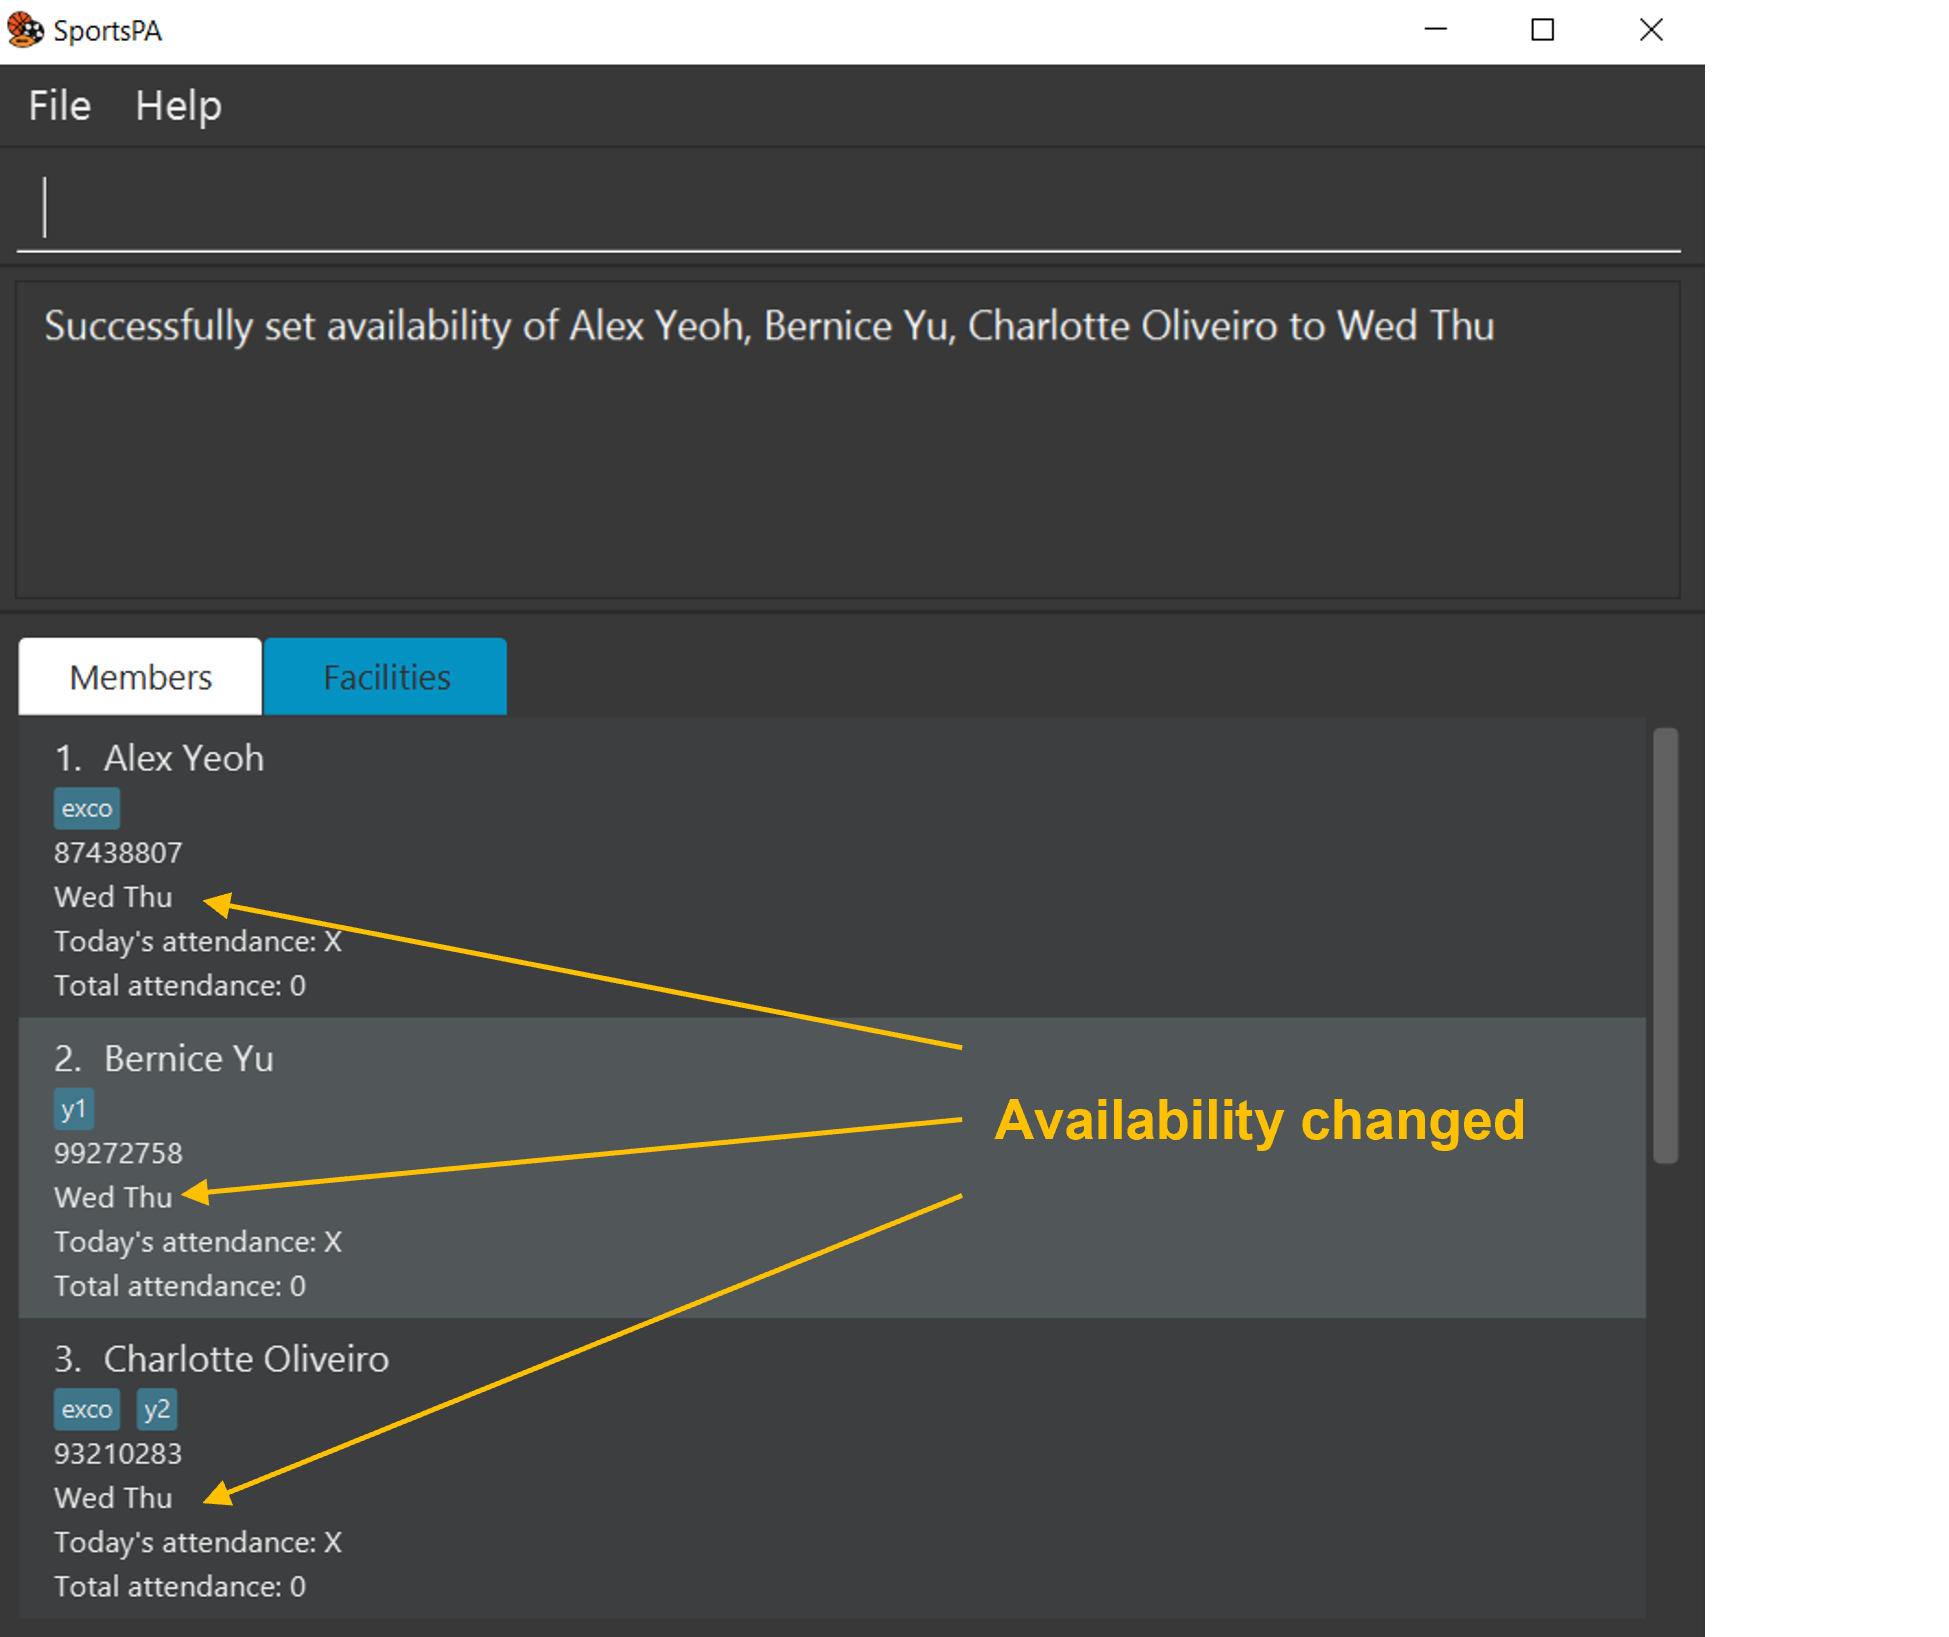 SportsPA
File Help
Successfully set availability of Alex Yeoh, Bernice Yu, Charlotte Oliveiro to Wed Thu
Members Facilities
1. Alex Yeoh
exco
87438807
Wed Thu
Today's attendance: X
Total attendance: 0
2. Bernice Yu
y1
99272758
Wed Thu
Today's attendance: X
Total attendance: 0
Availability changed
3. Charlotte Oliveiro
exco y2
93210283
Wed Thu
Today's attendance: X
Total attendance: 0